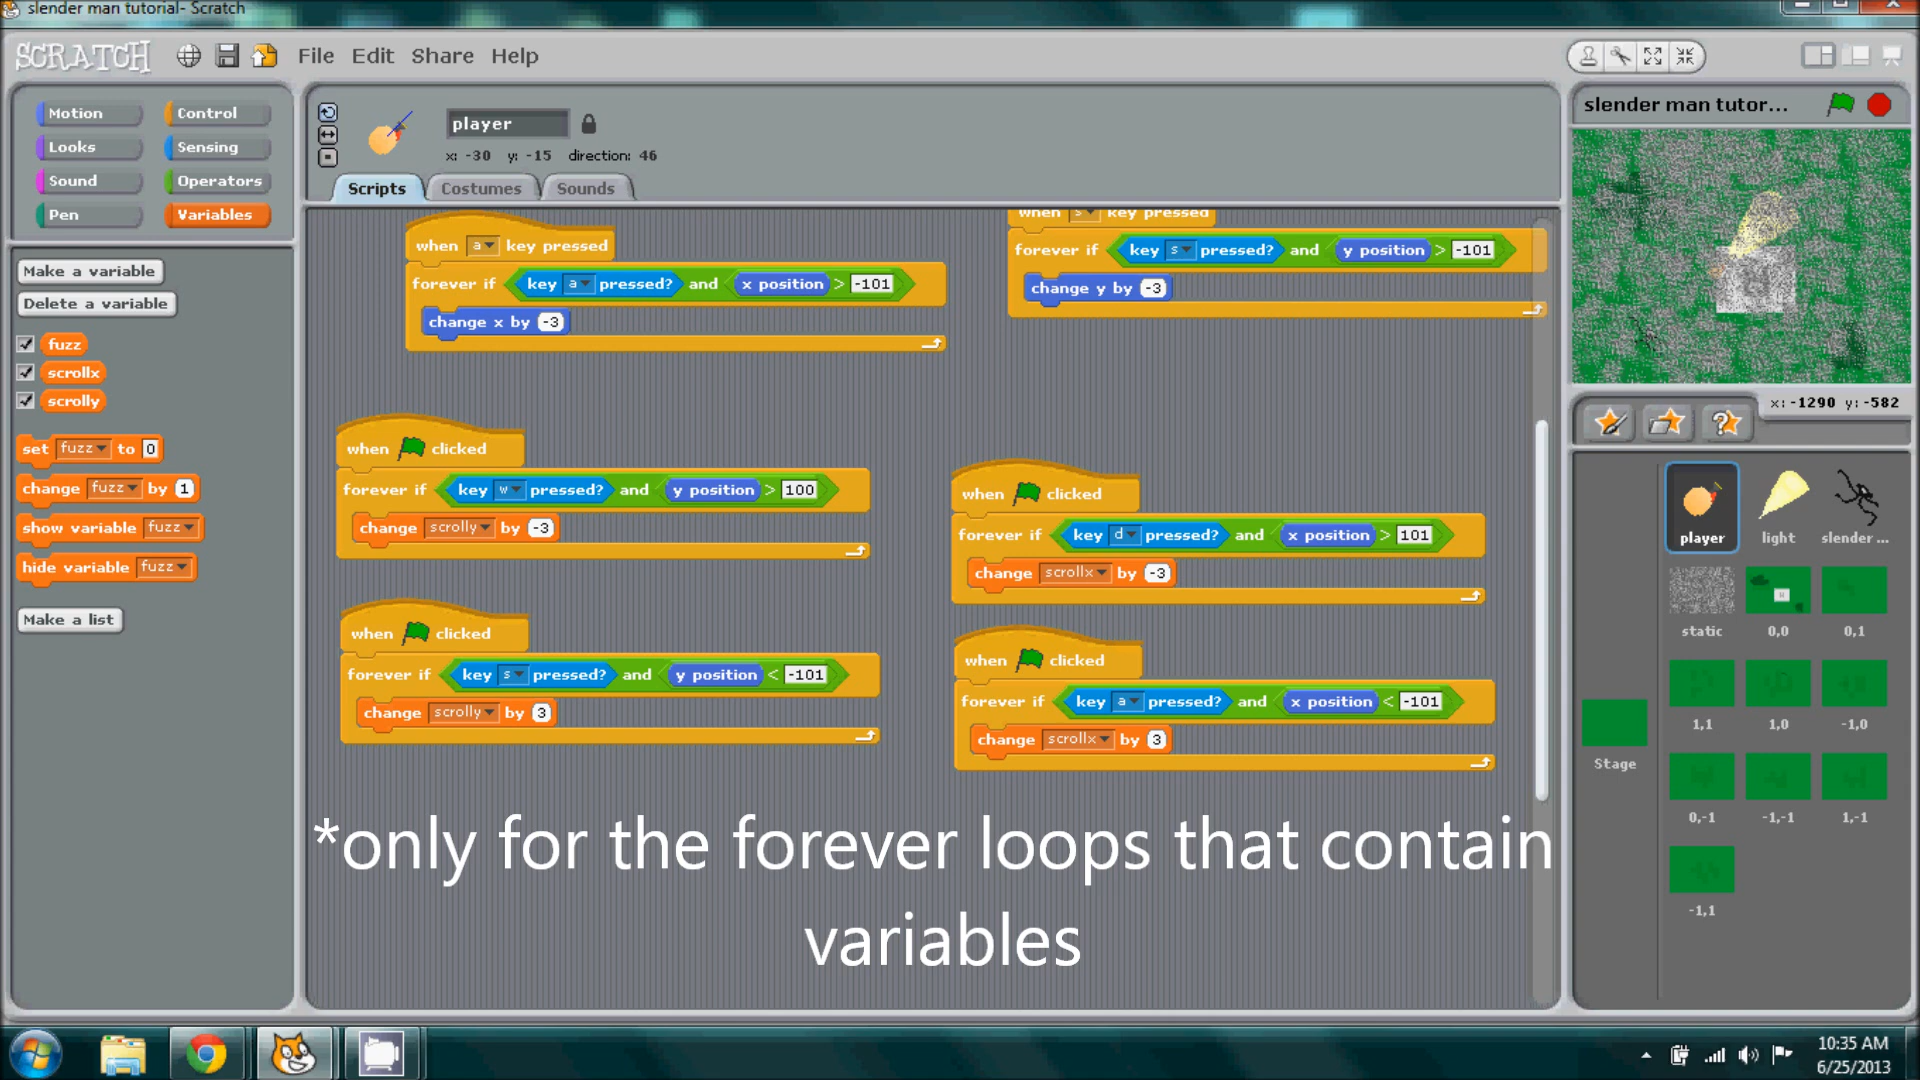 slender man tutorial- Scratch
SCRATCH File Edit Share Help
Motion Control
Looks Sensing
Sound Operators
Pen Variables
Make a variable
Delete a variable
fuzz
scrollx
scrolly
set fuzz to 0
change fuzz by 1
show variable fuzz
hide variable fuzz
Make a list
player
x: -30 y: -15 direction: 46
Scripts Costumes Sounds
when a key pressed
forever if key a pressed? and x position > -101
change x by -3
when s key pressed
forever if key s pressed? and y position > -101
change y by -3
when clicked
forever if key w pressed? and y position > 100
change scrolly by -3
when clicked
forever if key d pressed? and x position > 101
change scrollx by -3
when clicked
forever if key s pressed? and y position < -101
change scrolly by 3
when clicked
forever if key a pressed? and x position < -101
change scrollx by 3
*only for the forever loops that contain
variables
slender man tutor...
x: -1290 y: -582
player light slender ...
static 0,0 0,1
1,1 1,0 -1,0
Stage
0,-1 -1,-1 1,-1
-1,1
10:35 AM
6/25/2013